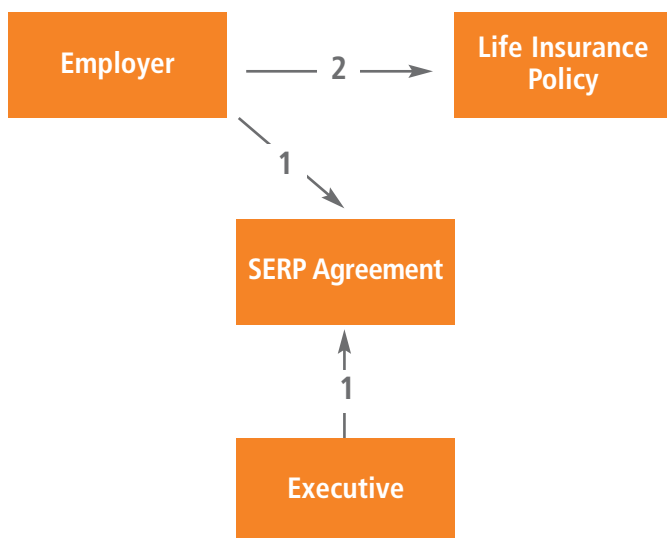 Employer
2
Life Insurance
Policy
1
SERP Agreement
1
Executive